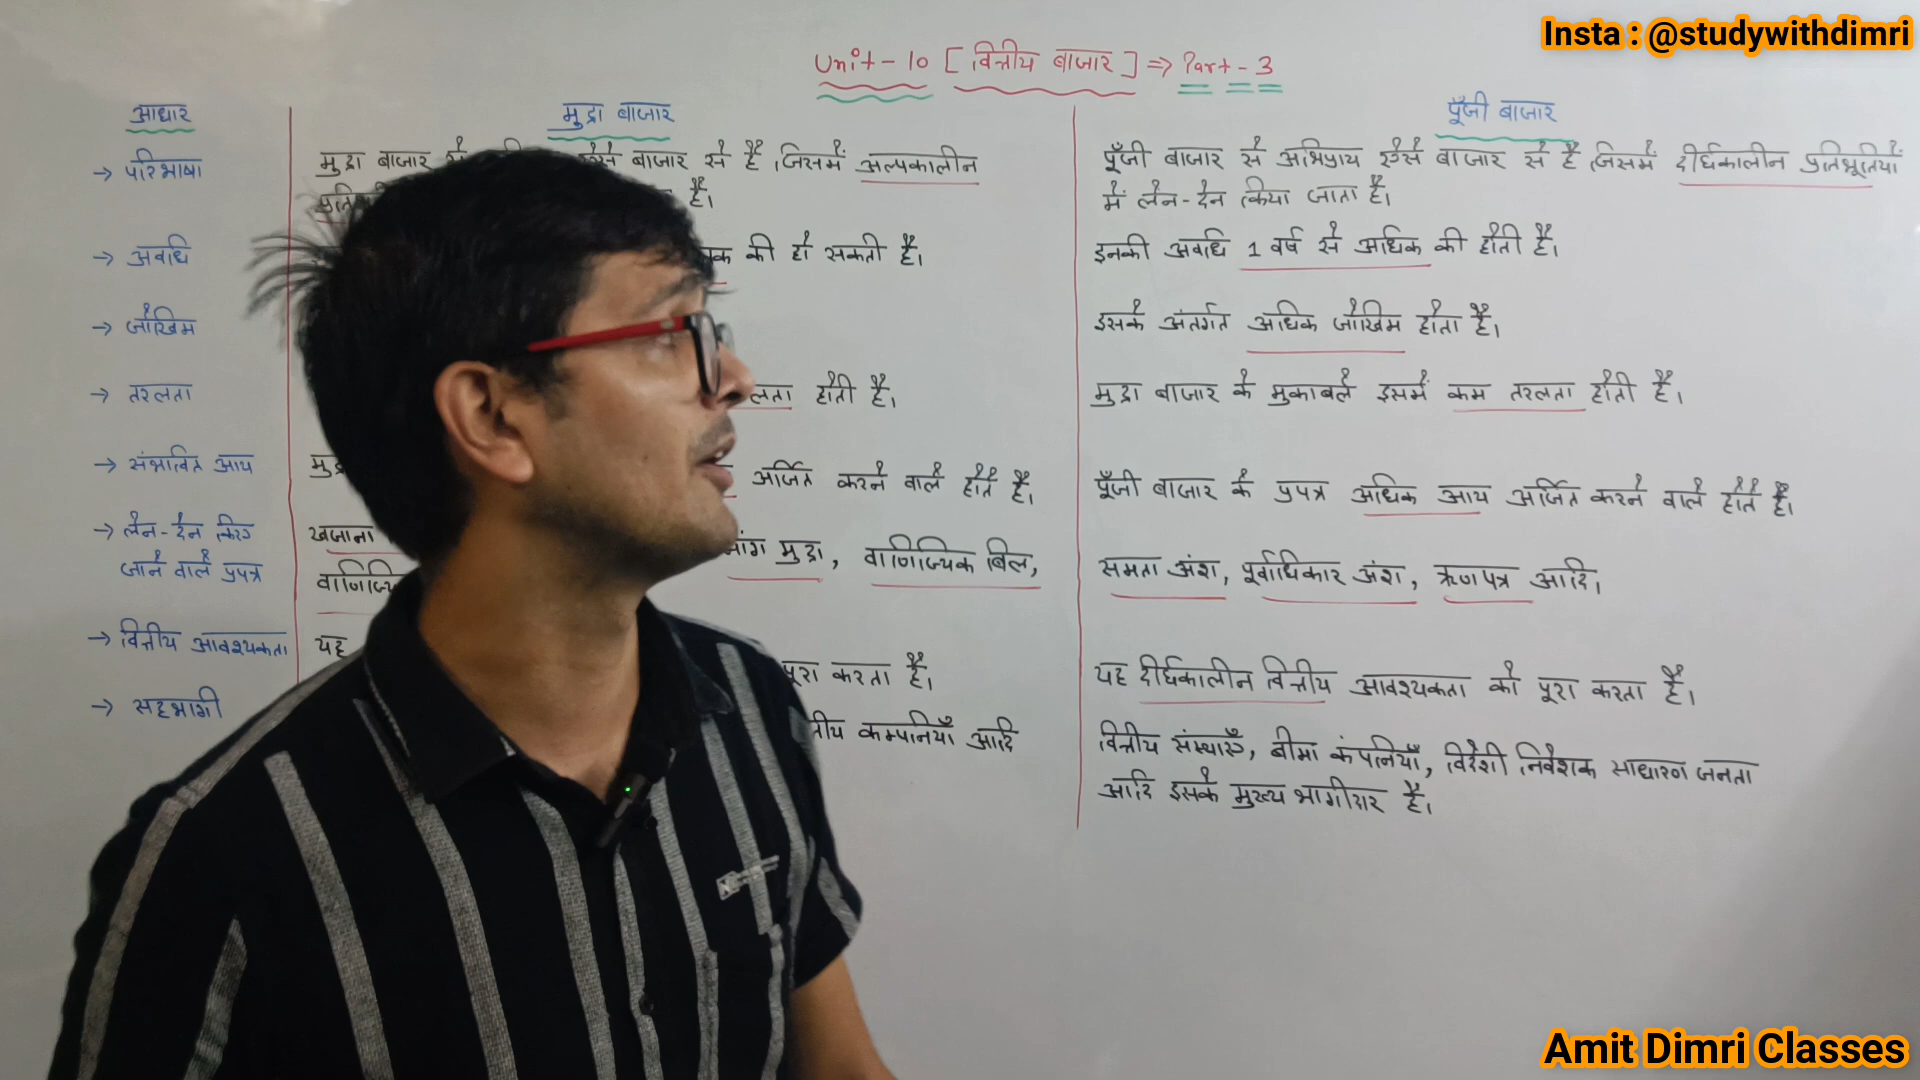 Insta : @studywithdimri
Unit-10 [वित्तीय बाजार] ⇒ Part-3
आधार
मुद्रा बाजार
पूँजी बाजार
→ परिभाषा
मुद्रा बाजार से ऐसे बाजार से है जिसमें अल्पकालीन
है।
पूँजी बाजार से अभिप्राय ऐसे बाजार से है जिसमें दीर्घकालीन प्रतिभूतियों
में लेन-देन किया जाता है।
→ अवधि
की हो सकती है।
इनकी अवधि 1 वर्ष से अधिक की होती है।
→ जोखिम
इसके अंतर्गत अधिक जोखिम होता है।
→ तरलता
होती है।
मुद्रा बाजार के मुकाबले इसमें कम तरलता होती है।
→ संभावित आय
अर्जित करने वाले होते है।
पूँजी बाजार के प्रपत्र अधिक आय अर्जित करने वाले होते है।
→ लेन-देन किए
जाने वाले प्रपत्र
खजाना मुद्रा, वाणिज्यिक बिल,
समता अंश, पूर्वाधिकार अंश, ऋणपत्र आदि।
→ वित्तीय आवश्यकता
यह
पूरा करता है।
यह दीर्घकालीन वित्तीय आवश्यकता को पूरा करता है।
→ सहभागी
कम्पनियाँ आदि
वित्तीय संस्थाएँ, बीमा कंपनियाँ, विदेशी निवेशक साधारण जनता
आदि इसके मुख्य भागीदार है।
Amit Dimri Classes